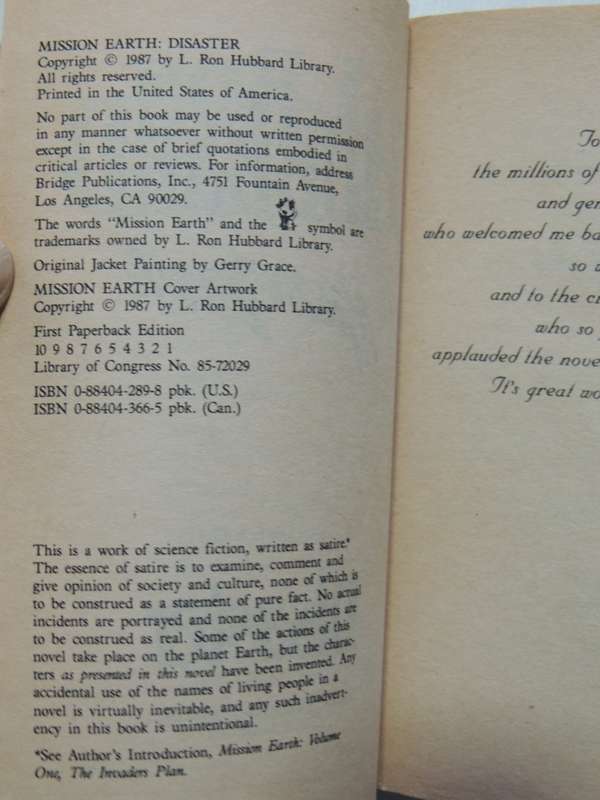 MISSION EARTH: DISASTER
Copyright © 1987 by L. Ron Hubbard Library.
All rights reserved.
Printed in the United States of America.
No part of this book may be used or reproduced
in any manner whatsoever without written permission
except in the case of brief quotations embodied in
critical articles or reviews. For information, address
Bridge Publications, Inc., 4751 Fountain Avenue,
Los Angeles, CA 90029.
The words "Mission Earth" and the symbol are
trademarks owned by L. Ron Hubbard Library.
Original Jacket Painting by Gerry Grace.
MISSION EARTH Cover Artwork
Copyright © 1987 by L. Ron Hubbard Library.
First Paperback Edition
10 9 8 7 6 5 4 3 2 1
Library of Congress No. 85-72029
ISBN 0-88404-289-8 pbk. (U.S.)
ISBN 0-88404-366-5 pbk. (Can.)
This is a work of science fiction, written as satire.*
The essence of satire is to examine, comment and
give opinion of society and culture, none of which is
to be construed as a statement of pure fact. No actual
incidents are portrayed and none of the incidents are
to be construed as real. Some of the actions of this
novel take place on the planet Earth, but the charac-
ters as presented in this novel have been invented. Any
accidental use of the names of living people in a
novel is virtually inevitable, and any such inadvert-
ency in this book is unintentional.
*See Author's Introduction, Mission Earth: Volume
One, The Invaders Plan.
To
the millions of
and
who welcomed me
so
and to the
who so
applauded the
It's great